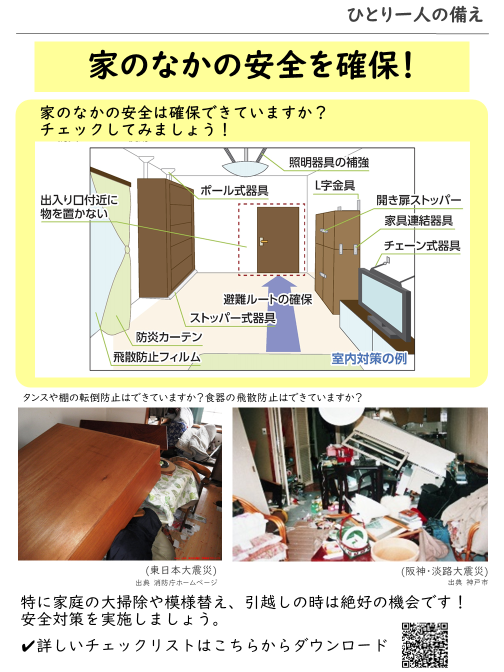 ひとり一人の備え
家のなかの安全を確保！
家のなかの安全は確保できていますか？
チェックしてみましょう！
照明器具の補強
ポール式器具
L字金具
出入り口付近に
物を置かない
開き扉ストッパー
家具連結器具
チェーン式器具
避難ルートの確保
ストッパー式器具
防炎カーテン
飛散防止フィルム
室内対策の例
タンスや棚の転倒防止はできていますか？食器の飛散防止はできていますか？
(東日本大震災)
出典 消防庁ホームページ
(阪神・淡路大震災)
出典 神戸市
特に家庭の大掃除や模様替え、引越しの時は絶好の機会です！
安全対策を実施しましょう。
✔詳しいチェックリストはこちらからダウンロード